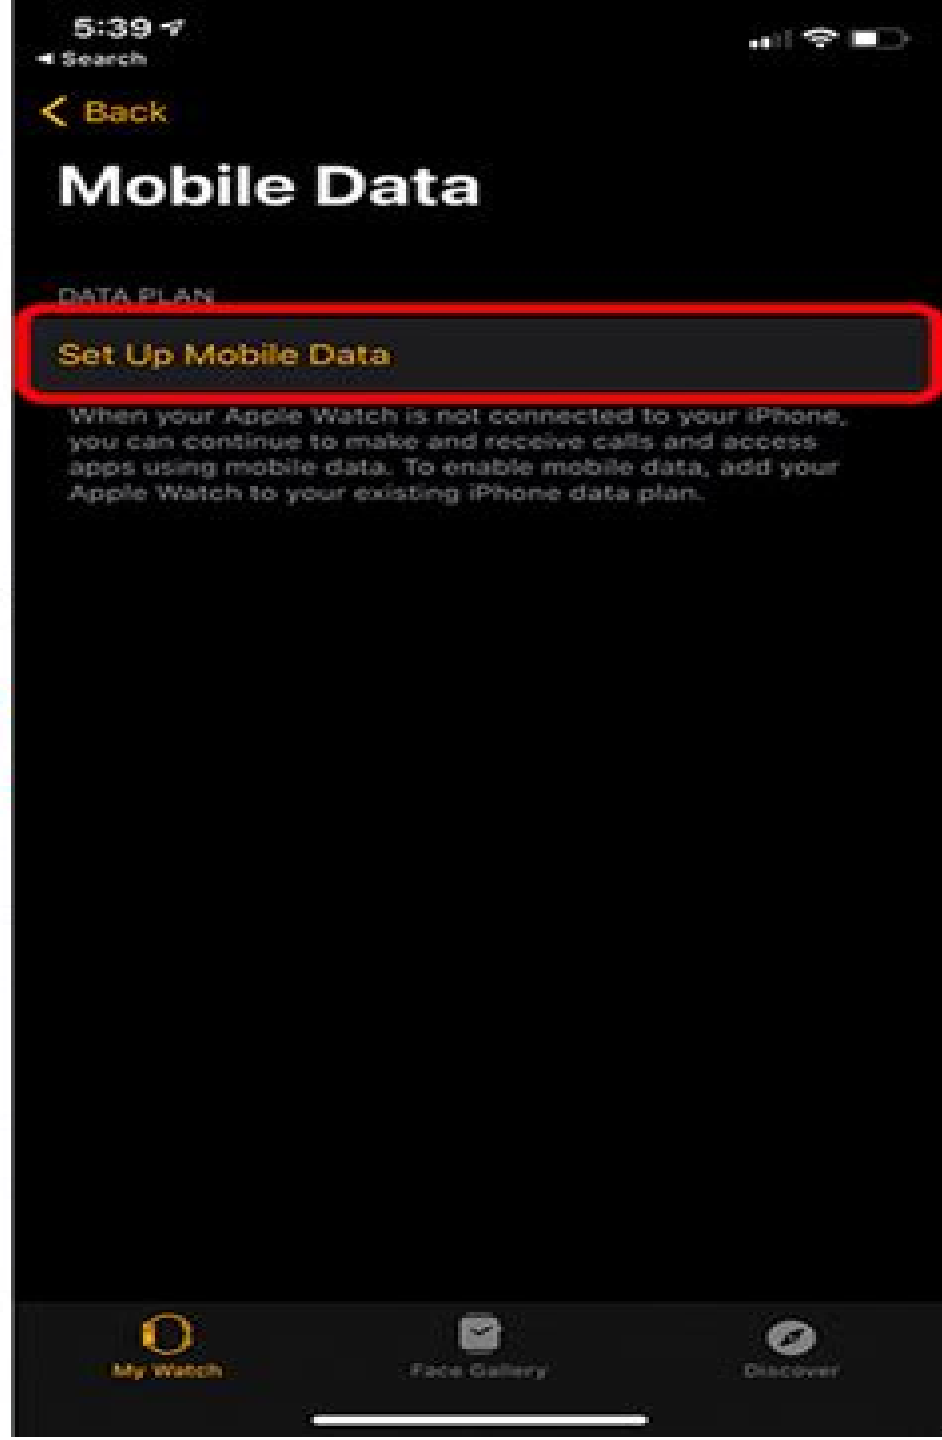 5:39
Search
Back
Mobile Data
DATA PLAN
Set Up Mobile Data
When your Apple Watch is not connected to your iPhone,
you can continue to make and receive calls and access
apps using mobile data. To enable mobile data, add your
Apple Watch to your existing iPhone data plan.
My Watch
Face Gallery
Discover